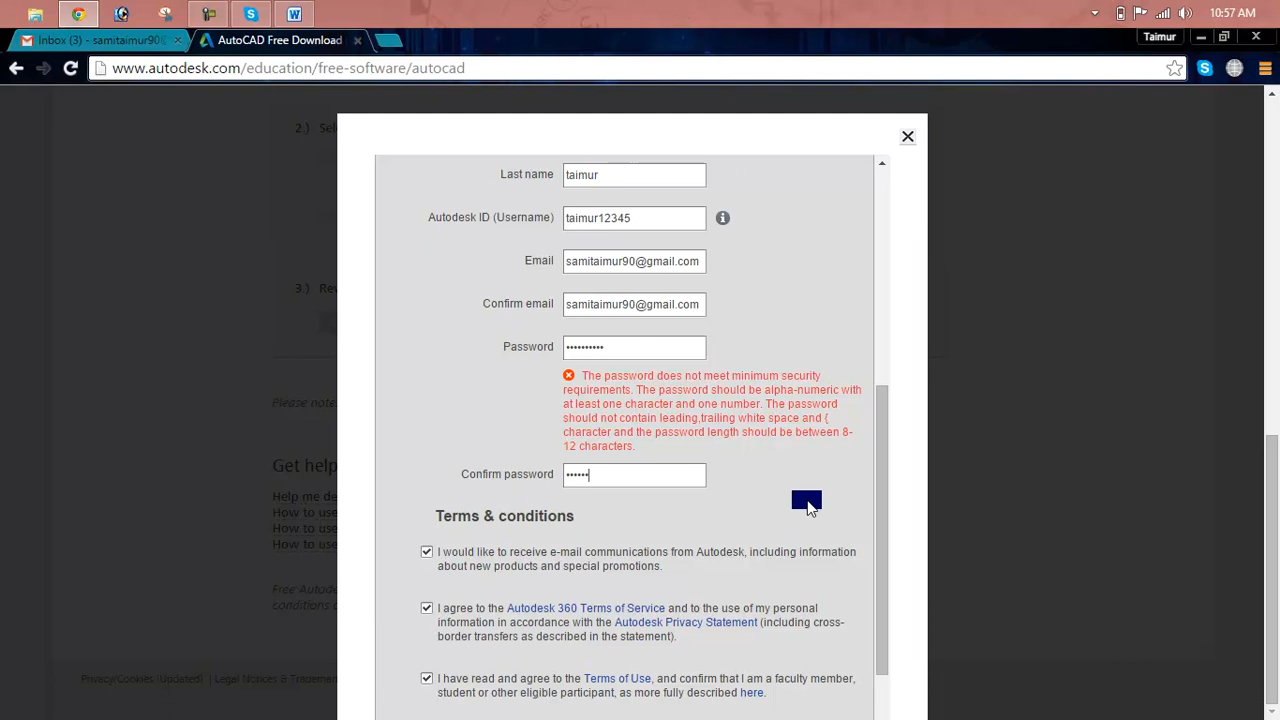 10:57 AM
Inbox (3) - samitaimur90@
AutoCAD Free Download
Taimur
www.autodesk.com/education/free-software/autocad
2.) Sel
Last name taimur
Autodesk ID (Username) taimur12345
Email samitaimur90@gmail.com
3.) Rev
Confirm email samitaimur90@gmail.com
Password ••••••••••
The password does not meet minimum security
requirements. The password should be alpha-numeric with
at least one character and one number. The password
Please note
should not contain leading,trailing white space and {
character and the password length should be between 8-
12 characters.
Get help
Confirm password ••••••
Help me de
How to use
Terms & conditions
How to use
How to use
I would like to receive e-mail communications from Autodesk, including information
about new products and special promotions.
Free Autode
conditions o
I agree to the Autodesk 360 Terms of Service and to the use of my personal
information in accordance with the Autodesk Privacy Statement (including cross-
border transfers as described in the statement).
Privacy/Cookies (Updated) | Legal Notices & Trademar
I have read and agree to the Terms of Use, and confirm that I am a faculty member,
student or other eligible participant, as more fully described here.